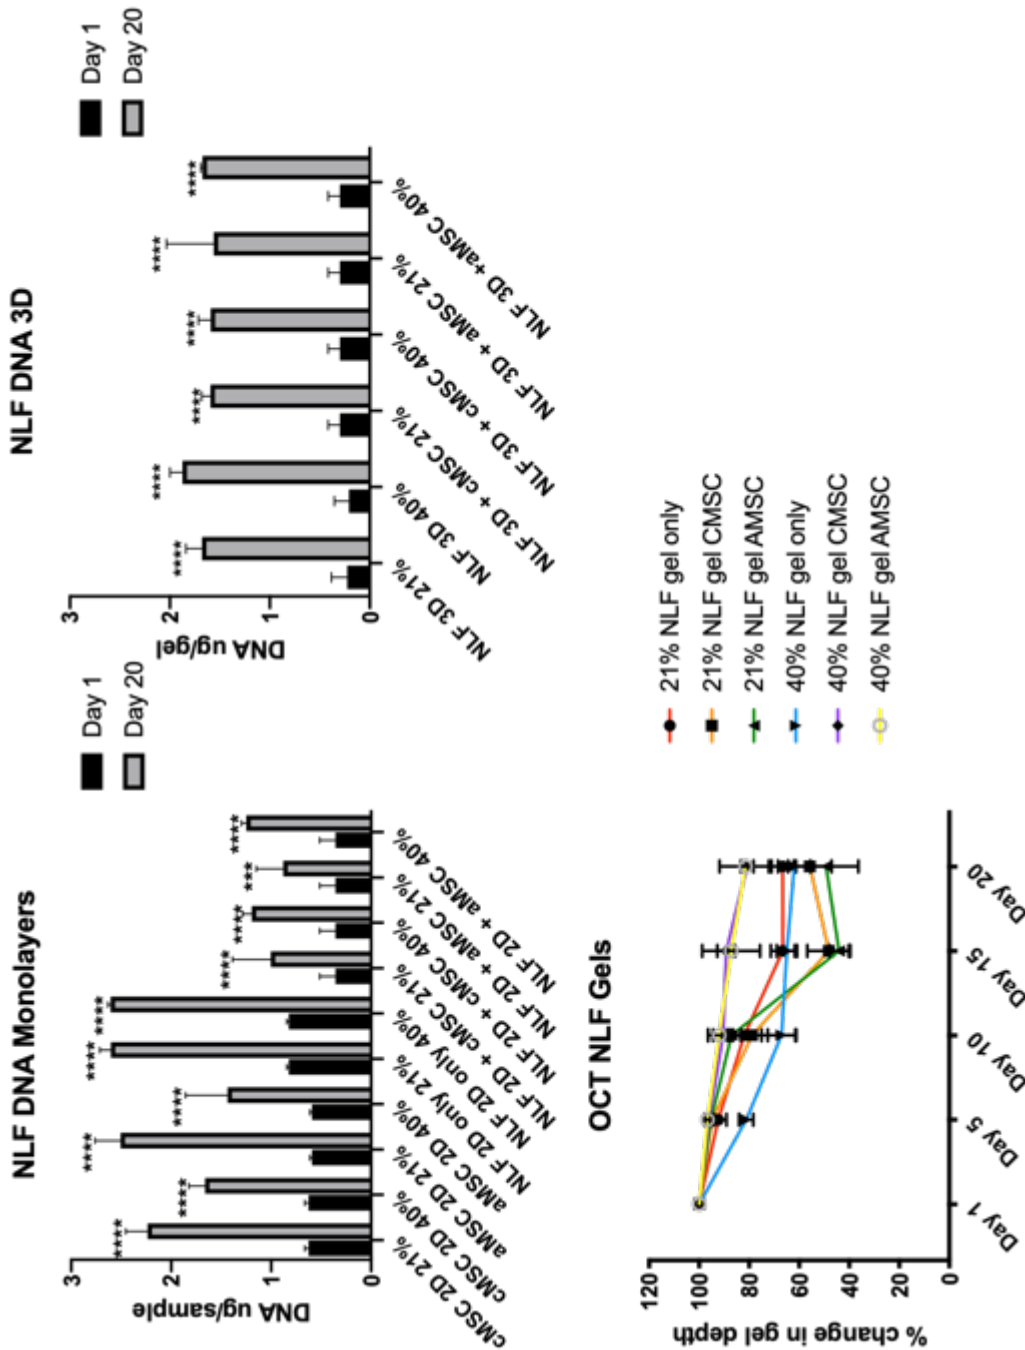 NLF DNA Monolayers
Day 1
Day 20
****
****
****
****
****
****
****
****
***
****
DNA ug/sample
3
2
1
0
cMSC 2D 21%
cMSC 2D 40%
aMSC 2D 21%
aMSC 2D 40%
NLF 2D only 21%
NLF 2D only 40%
NLF 2D + cMSC 21%
NLF 2D + cMSC 40%
NLF 2D + aMSC 21%
NLF 2D + aMSC 40%
NLF DNA 3D
Day 1
Day 20
****
****
****
****
****
****
DNA ug/gel
3
2
1
0
NLF 3D 21%
NLF 3D 40%
NLF 3D + cMSC 21%
NLF 3D + cMSC 40%
NLF 3D + aMSC 21%
NLF 3D +aMSC 40%
OCT NLF Gels
% change in gel depth
120
100
80
60
40
20
0
Day 1
Day 5
Day 10
Day 15
Day 20
21% NLF gel only
21% NLF gel CMSC
21% NLF gel AMSC
40% NLF gel only
40% NLF gel CMSC
40% NLF gel AMSC